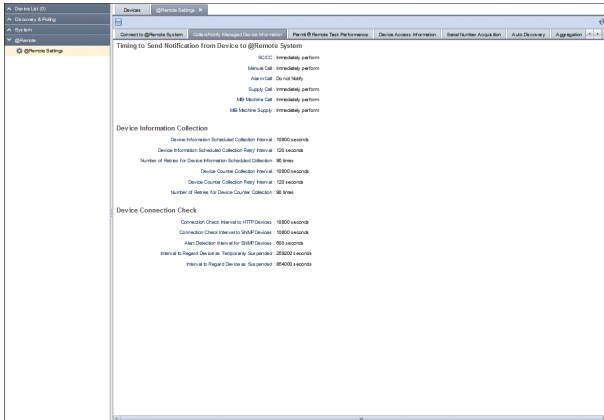 Device List (0)
Discovery & Polling
System
@Remote
@Remote Settings
Devices
@Remote Settings
Connect to @Remote System
Collect/Notify Managed Device Information
Permit @Remote Task Performance
Device Access Information
Serial Number Acquisition
Auto Discovery
Aggregation
Timing to Send Notification from Device to @Remote System
SC/CC : Immediately perform
Manual Call : Immediately perform
Alarm Call : Do not Notify
Supply Call : Immediately perform
MIB Machine Call : Immediately perform
MIB Machine Supply : Immediately perform
Device Information Collection
Device Information Scheduled Collection Interval : 10800 seconds
Device Information Scheduled Collection Retry Interval : 120 seconds
Number of Retries for Device Information Scheduled Collection : 90 times
Device Counter Collection Interval : 10800 seconds
Device Counter Collection Retry Interval : 120 seconds
Number of Retries for Device Counter Collection : 90 times
Device Connection Check
Connection Check Interval to HTTP Devices : 10800 seconds
Connection Check Interval to SNMP Devices : 10800 seconds
Alert Detection Interval for SNMP Devices : 600 seconds
Interval to Regard Device as Temporarily Suspended : 259200 seconds
Interval to Regard Device as Suspended : 864000 seconds